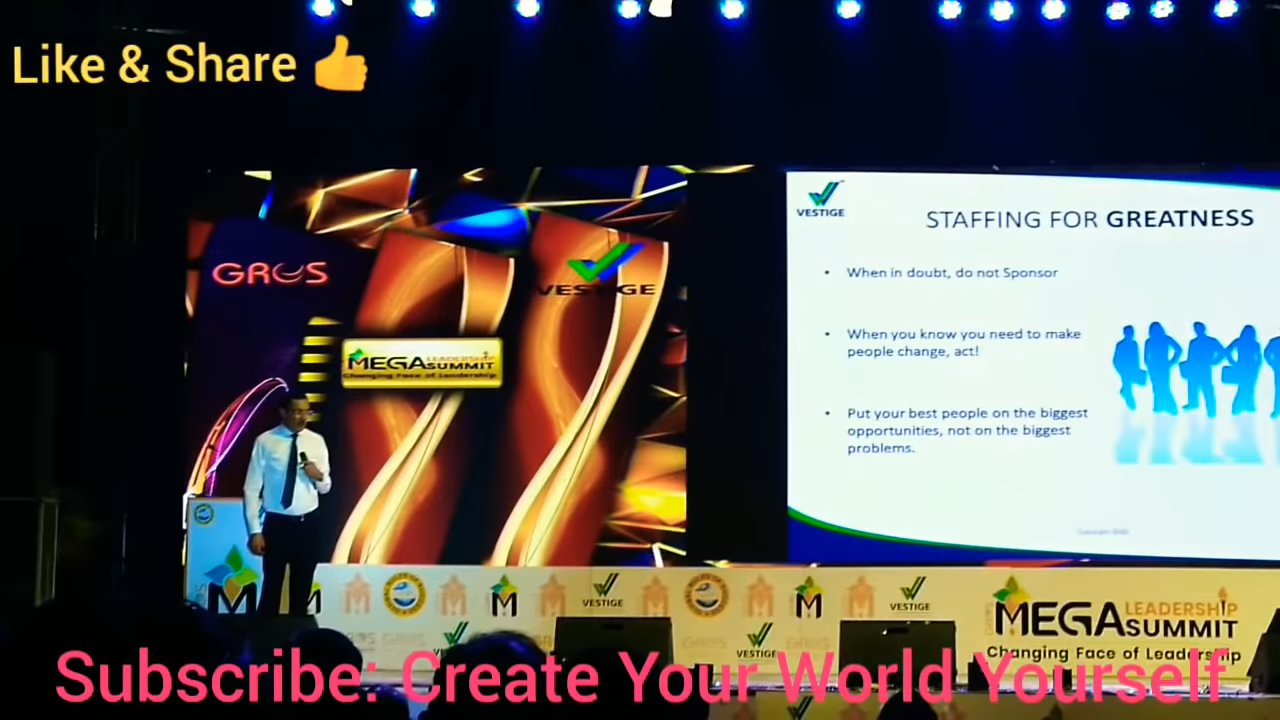 Like & Share 👍
VESTIGE
STAFFING FOR GREATNESS
• When in doubt, do not Sponsor
• When you know you need to make
people change, act!
• Put your best people on the biggest
opportunities, not on the biggest
problems.
GROS
VESTIGE
MEGA LEADERSHIP SUMMIT
Changing Face of Leadership
VESTIGE
VESTIGE
VESTIGE
MEGA LEADERSHIP SUMMIT
Changing Face of Leadership
Subscribe: Create Your World Yourself